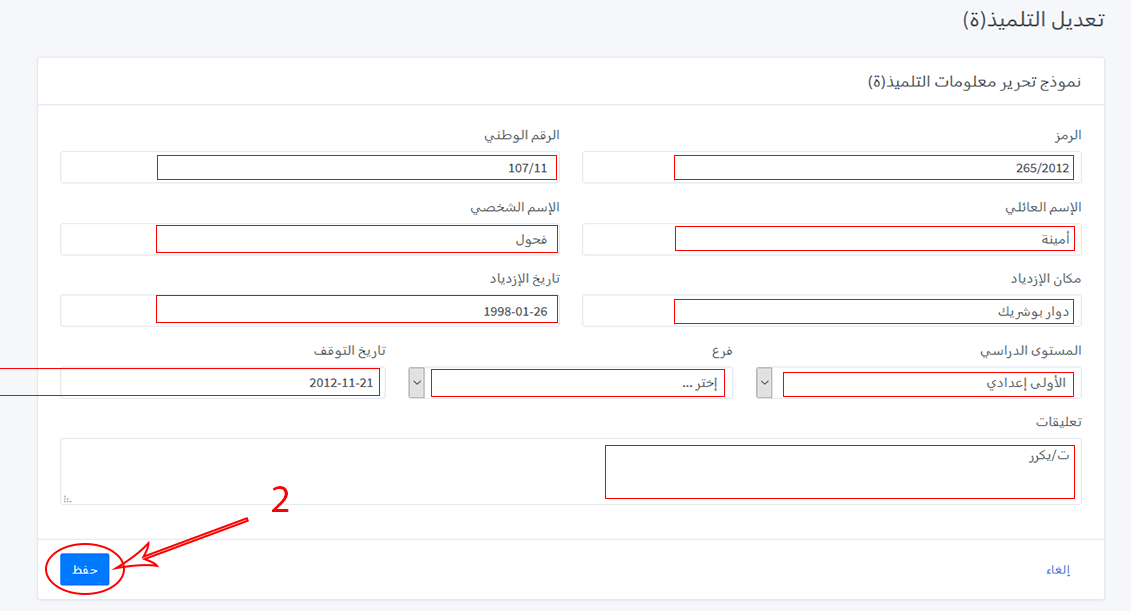 تعديل التلميذ(ة)
نموذج تحرير معلومات التلميذ(ة)
الرمز
الرقم الوطني
265/2012
107/11
الإسم العائلي
الإسم الشخصي
أمينة
فحول
مكان الإزدياد
تاريخ الإزدياد
دوار بوشريك
1998-01-26
المستوى الدراسي
فرع
تاريخ التوقف
الأولى إعدادي
إختر ...
2012-11-21
تعليقات
ت/يكرر
2
إلغاء
حفظ